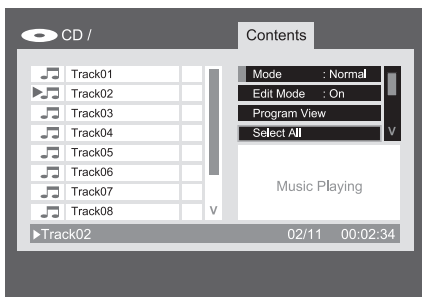 CD /
Contents
Track01
Track02
Track03
Track04
Track05
Track06
Track07
Track08
Mode : Normal
Edit Mode : On
Program View
Select All
Music Playing
Track02 02/11 00:02:34